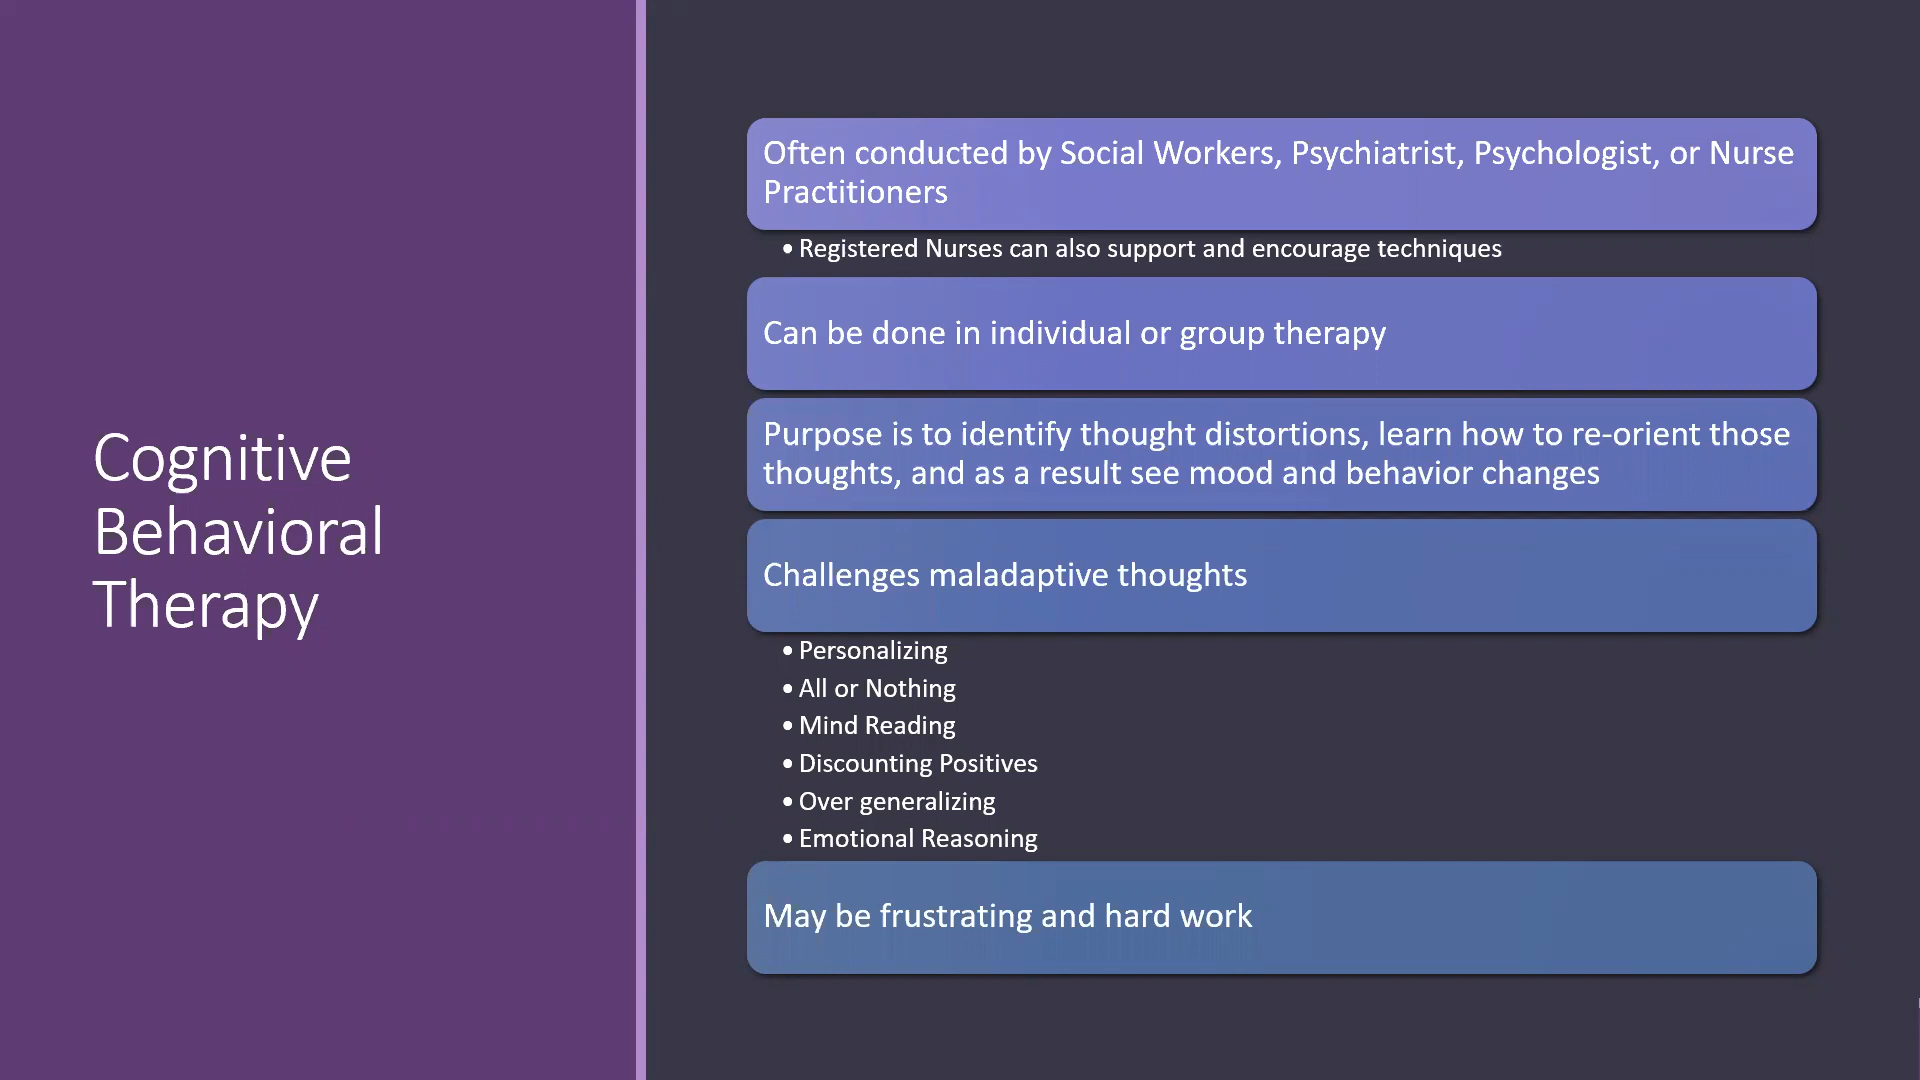 Cognitive
Behavioral
Therapy
Often conducted by Social Workers, Psychiatrist, Psychologist, or Nurse
Practitioners
• Registered Nurses can also support and encourage techniques
Can be done in individual or group therapy
Purpose is to identify thought distortions, learn how to re-orient those
thoughts, and as a result see mood and behavior changes
Challenges maladaptive thoughts
• Personalizing
• All or Nothing
• Mind Reading
• Discounting Positives
• Over generalizing
• Emotional Reasoning
May be frustrating and hard work